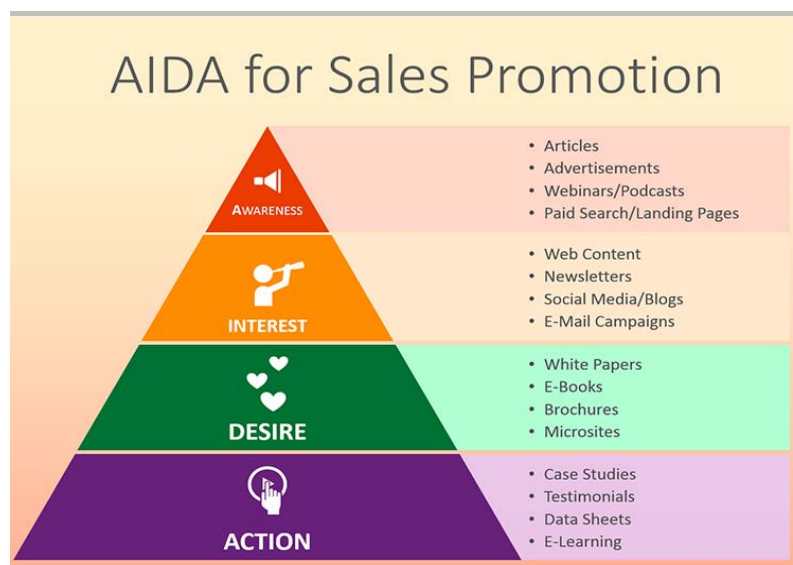 AIDA for Sales Promotion
AWARENESS
• Articles
• Advertisements
• Webinars/Podcasts
• Paid Search/Landing Pages
INTEREST
• Web Content
• Newsletters
• Social Media/Blogs
• E-Mail Campaigns
DESIRE
• White Papers
• E-Books
• Brochures
• Microsites
ACTION
• Case Studies
• Testimonials
• Data Sheets
• E-Learning